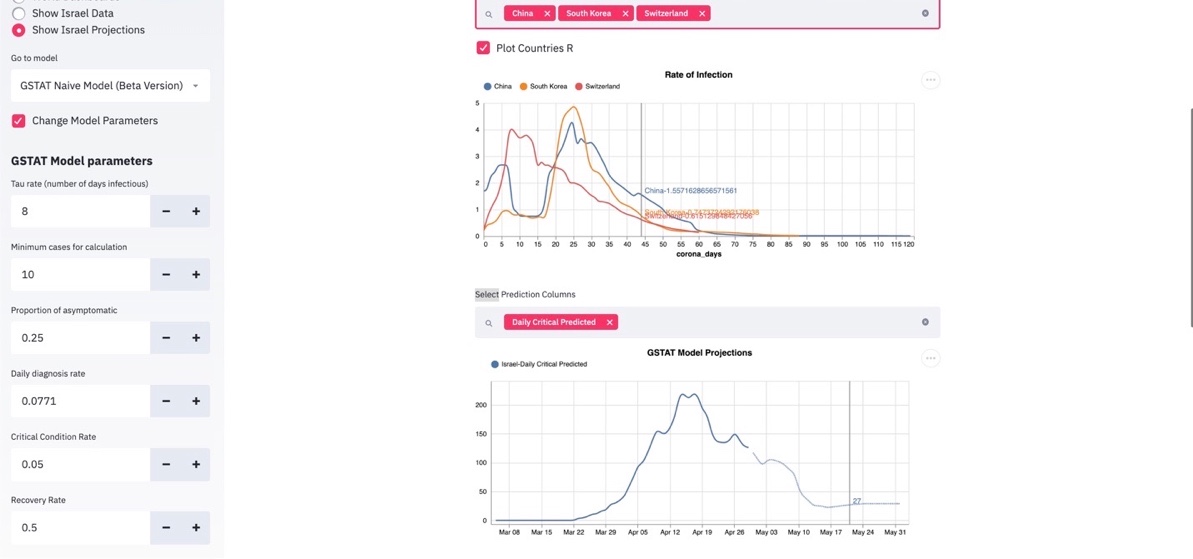 Show Israel Data
Show Israel Projections
Go to model
GSTAT Naive Model (Beta Version)
Change Model Parameters
GSTAT Model parameters
Tau rate (number of days infectious)
8
Minimum cases for calculation
10
Proportion of asymptomatic
0.25
Daily diagnosis rate
0.0771
Critical Condition Rate
0.05
Recovery Rate
0.5
China South Korea Switzerland
Plot Countries R
Rate of Infection
China South Korea Switzerland
5
4
3
2
1
0
China-1.5571628656571561
0 5 10 15 20 25 30 35 40 45 50 55 60 65 70 75 80 85 90 95 100 105 110 115 120
corona_days
Select Prediction Columns
Daily Critical Predicted
GSTAT Model Projections
Israel-Daily Critical Predicted
200
150
100
50
0
27
Mar 08 Mar 15 Mar 22 Mar 29 Apr 05 Apr 12 Apr 19 Apr 26 May 03 May 10 May 17 May 24 May 31